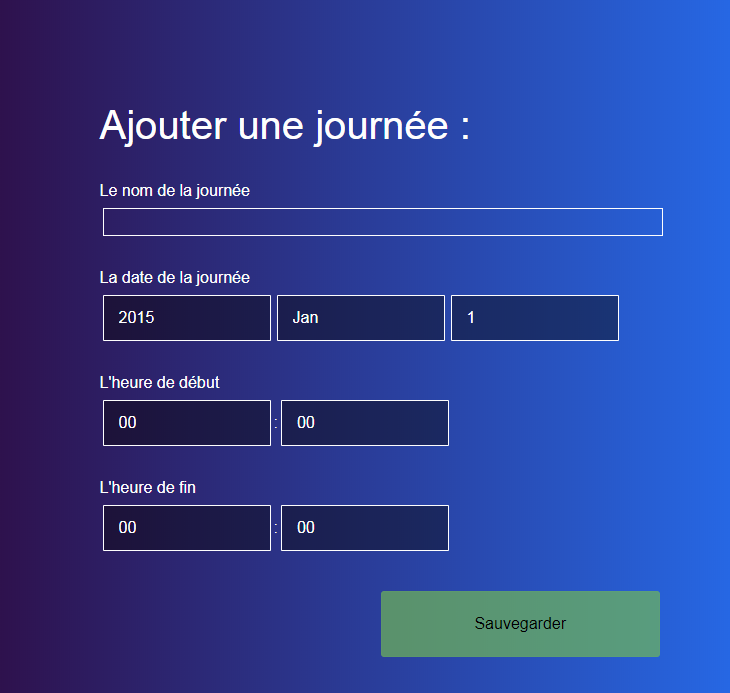 Ajouter une journée :
Le nom de la journée
La date de la journée
2015 Jan 1
L'heure de début
00 : 00
L'heure de fin
00 : 00
Sauvegarder